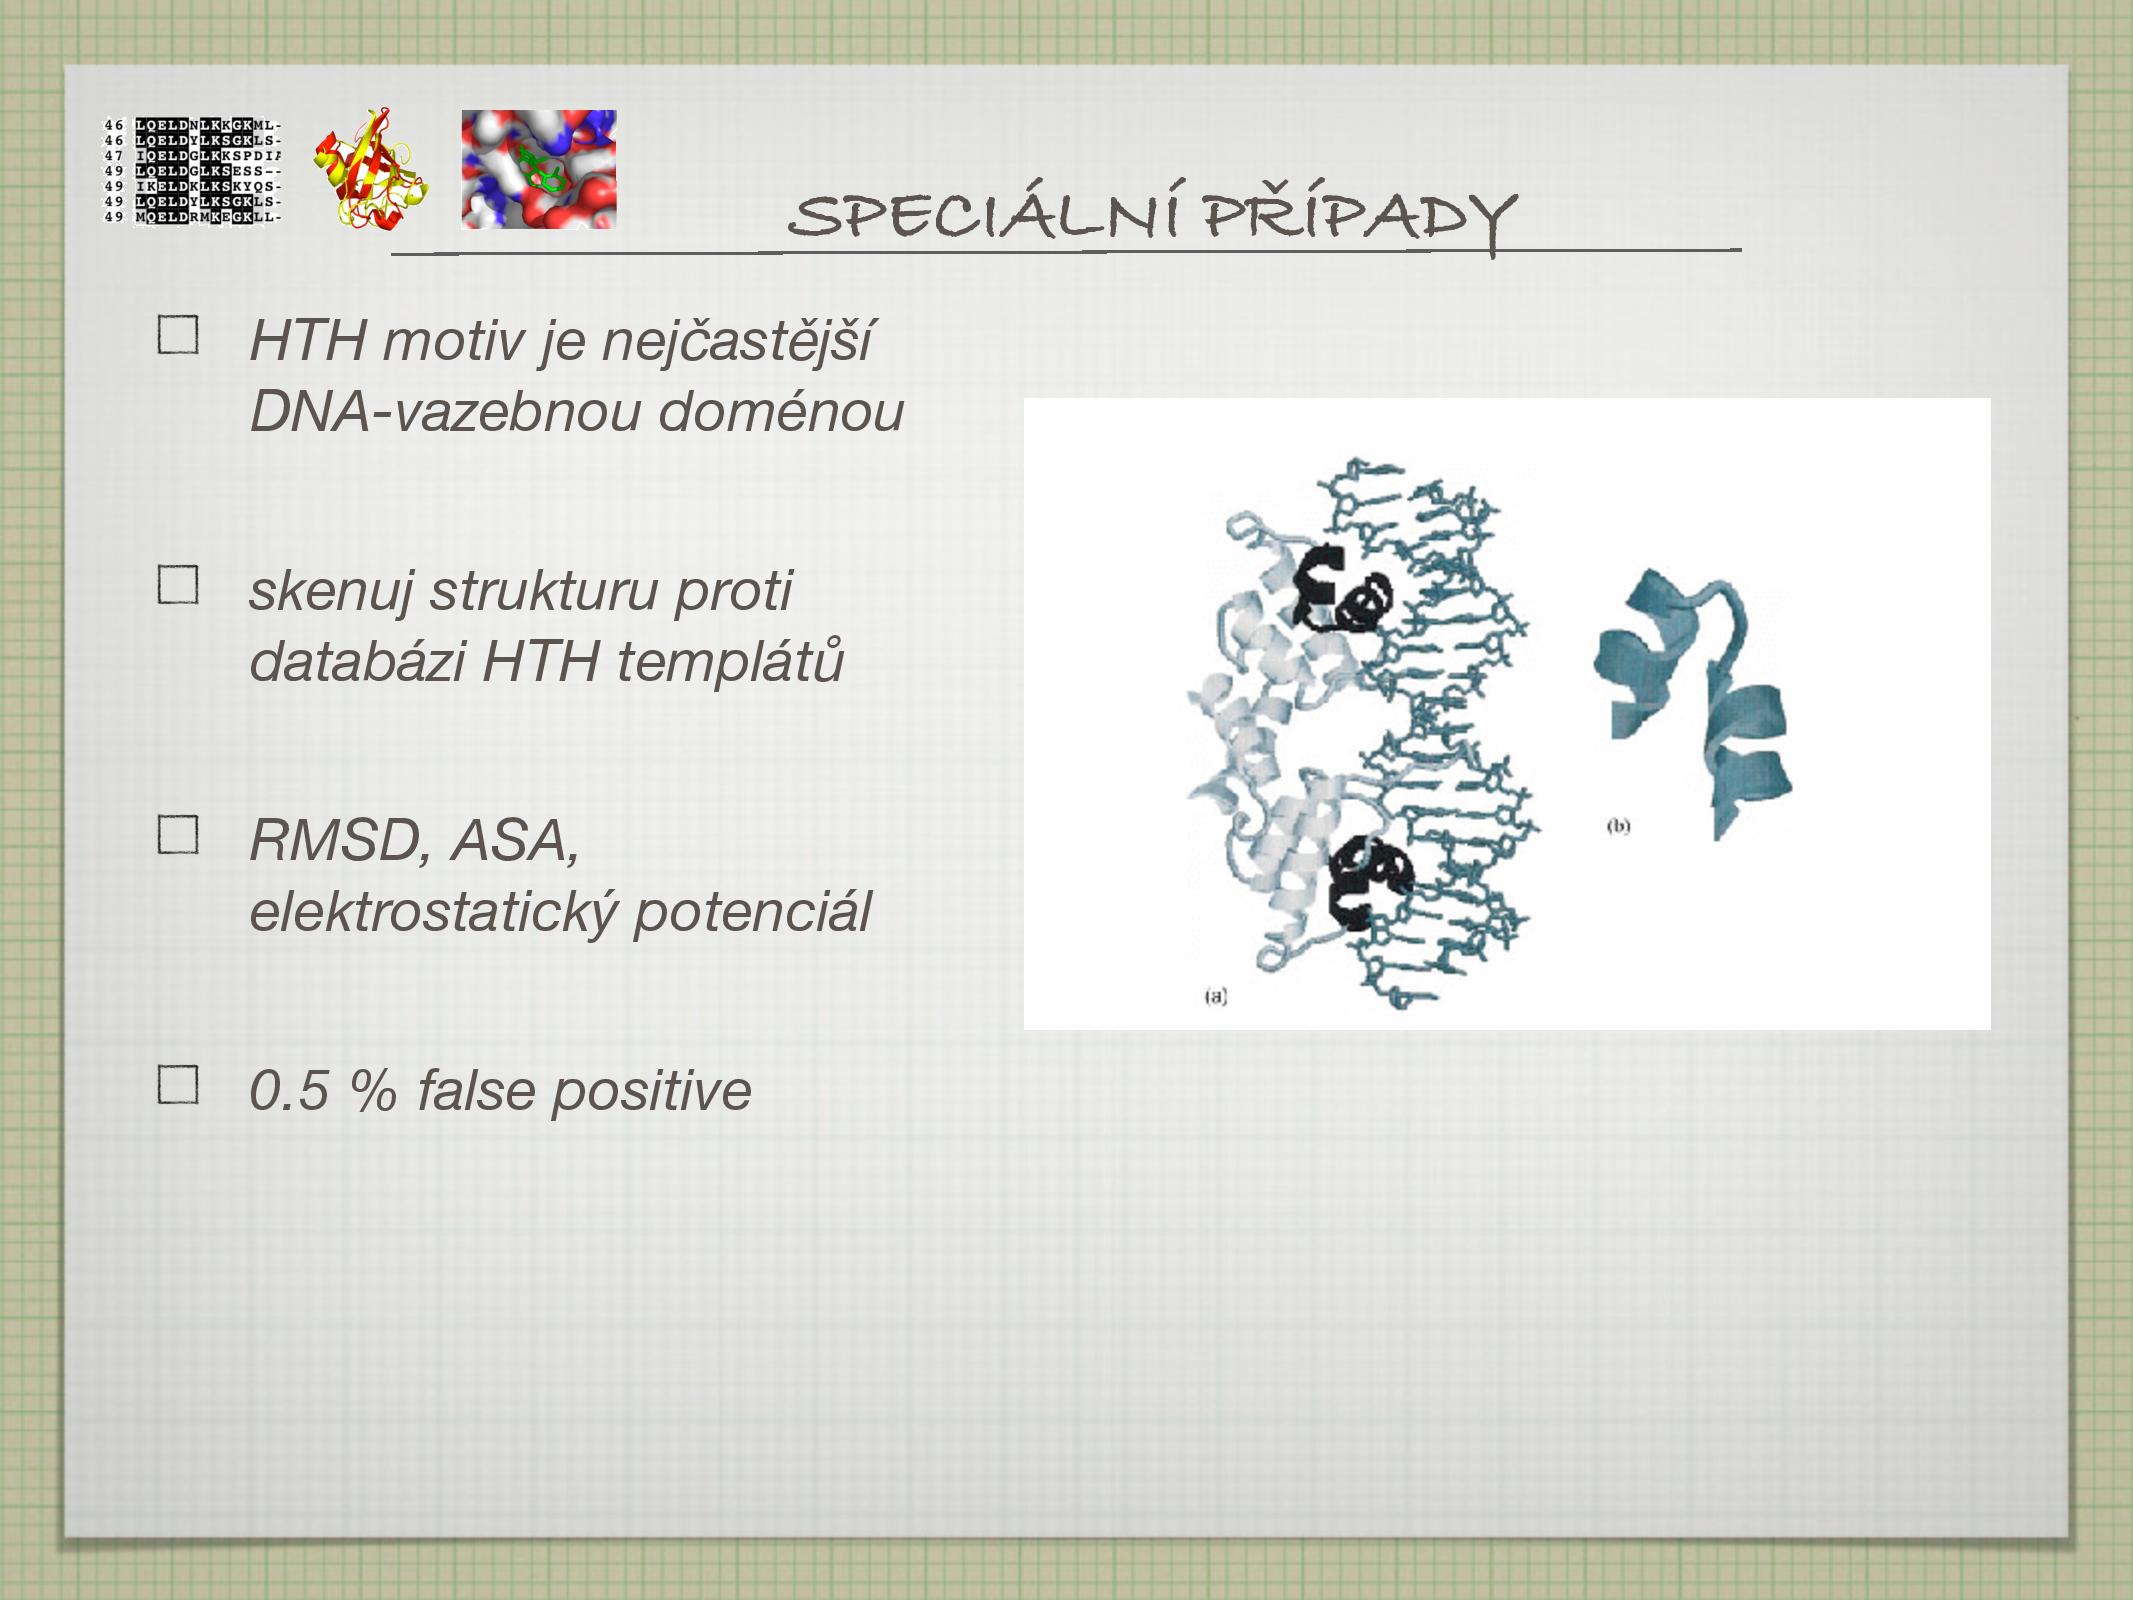 46 LQELDNLKKGKML-
46 LQELDYLKSGKLS-
47 IQELDGLKKSPDIA
49 LQELDGLKSESS--
49 IKELDKLKSKYQS-
49 LQELDYLKSGKLS-
49 MQELDRMKEGKLL-
SPECIÁLNÍ PŘÍPADY
HTH motiv je nejčastější
DNA-vazebnou doménou
skenuj strukturu proti
databázi HTH templátů
RMSD, ASA,
elektrostatický potenciál
0.5 % false positive
(a)
(b)